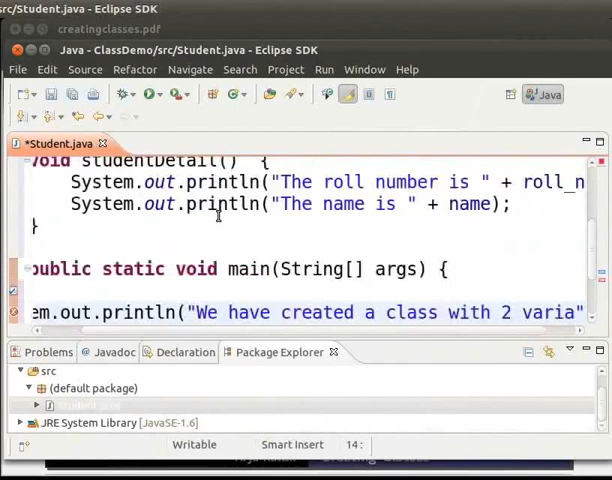 src/Student.java - Eclipse SDK
creatingclasses.pdf
Java - ClassDemo/src/Student.java - Eclipse SDK
File Edit Source Refactor Navigate Search Project Run Window Help
Java
*Student.java
void studentDetail() {
System.out.println("The roll number is " + roll_n
System.out.println("The name is " + name);
}
public static void main(String[] args) {
em.out.println("We have created a class with 2 varia"
Problems Javadoc Declaration Package Explorer
src
(default package)
Student.java
JRE System Library [JavaSE-1.6]
Writable Smart Insert 14 :